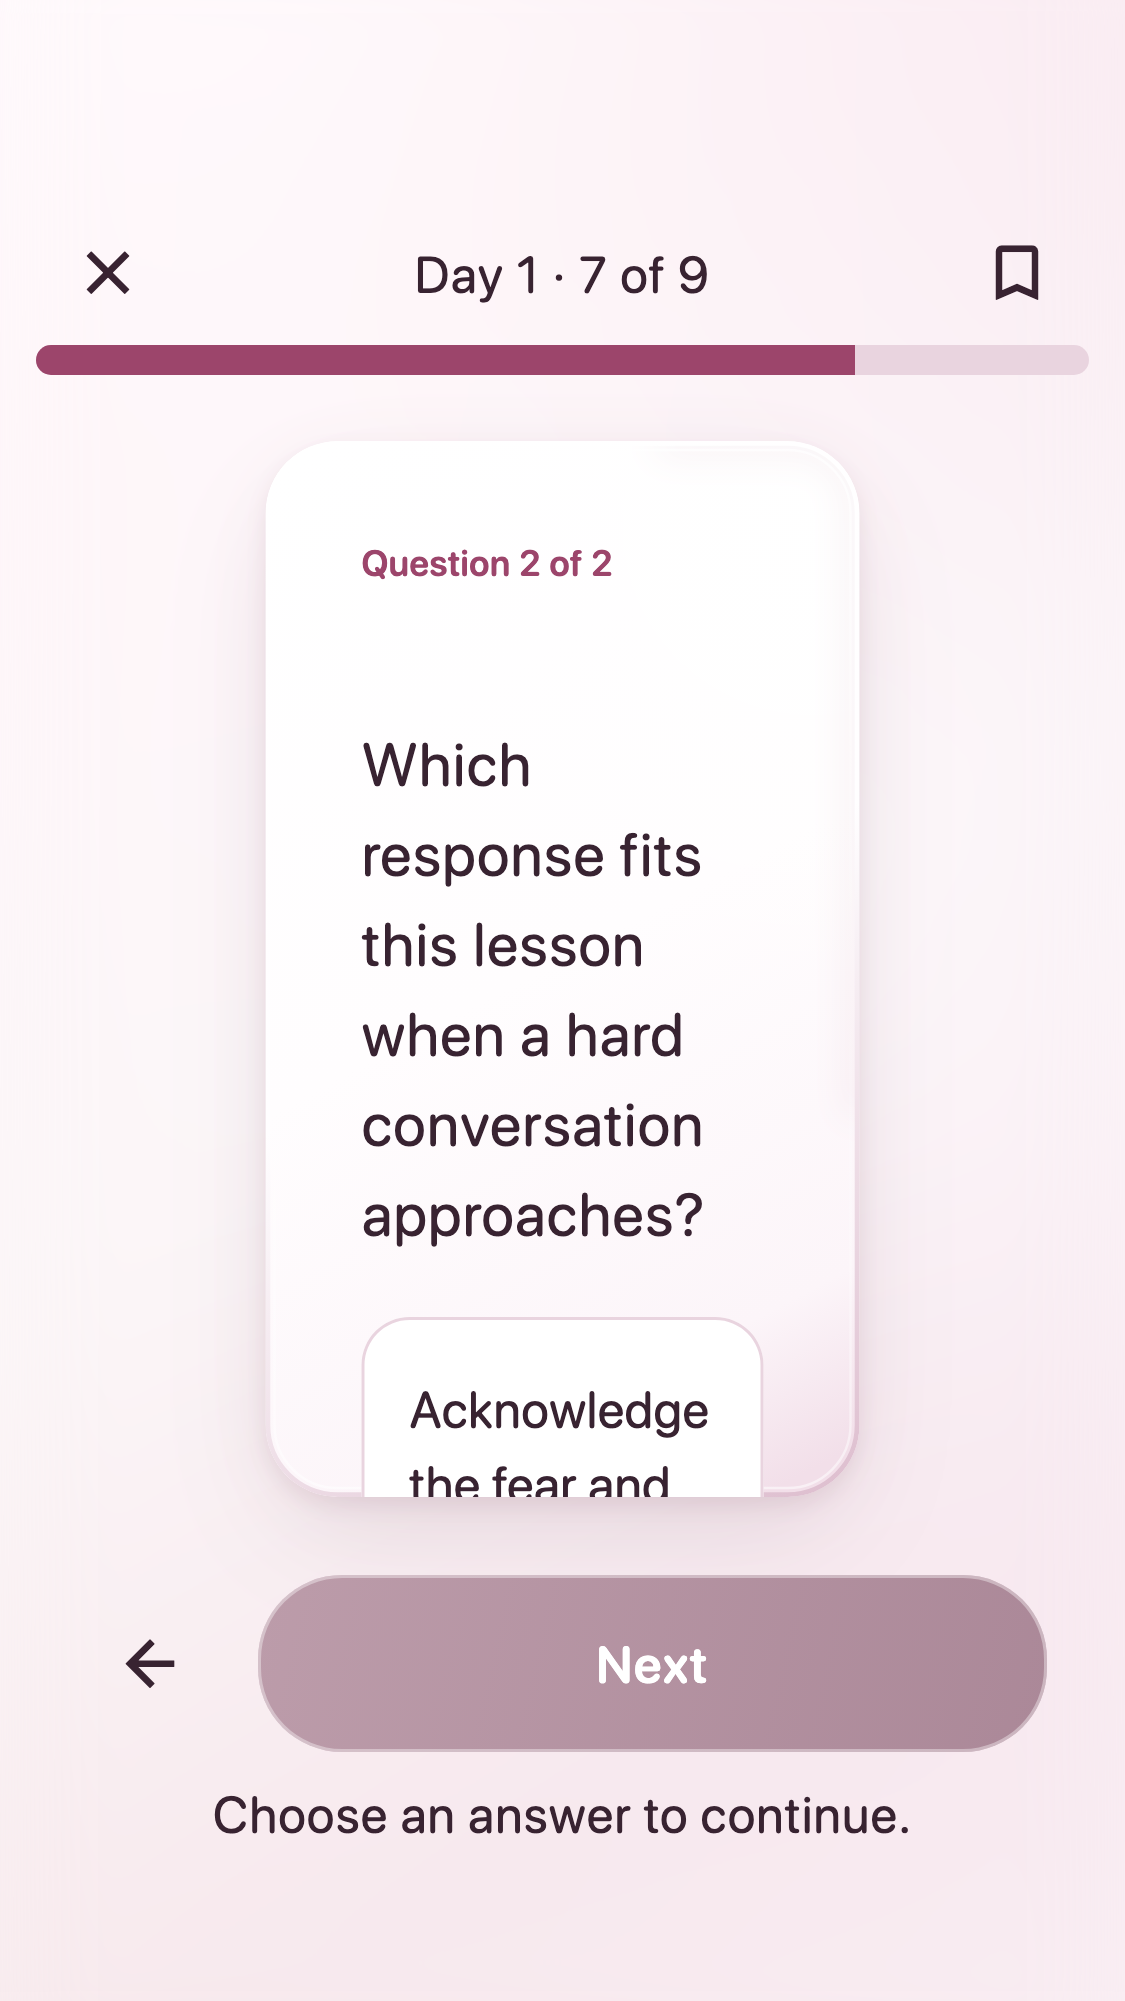 Day 1 · 7 of 9
Question 2 of 2
Which
response fits
this lesson
when a hard
conversation
approaches?
Acknowledge
the fear and
Next
Choose an answer to continue.